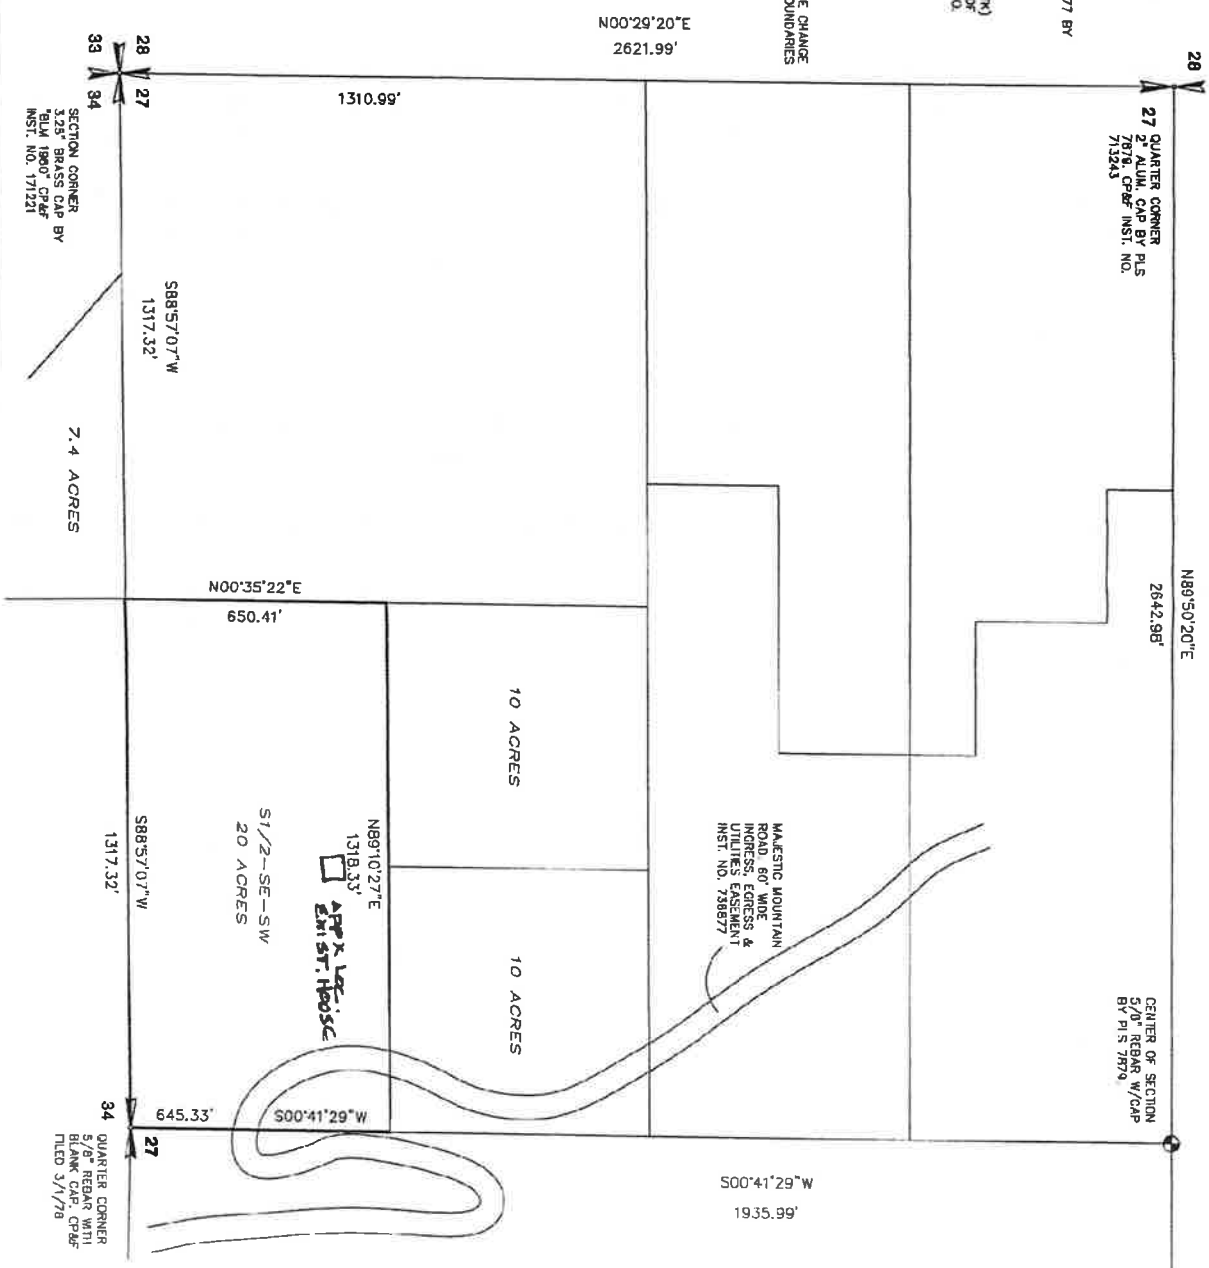 77 BY
K)
OF
O.
E CHANGE
OUNDARIES
N00°29'20"E
2621.99'
1310.99'
28
27
QUARTER CORNER
2" ALUM. CAP BY PLS
7879. CP&F INST. NO.
713243
N89°50'20"E
2642.98'
CENTER OF SECTION
5/8" REBAR W/CAP
BY PLS 7879
MAJESTIC MOUNTAIN
ROAD. 60' WIDE
INGRESS, EGRESS &
UTILITIES EASEMENT
INST. NO. 738877
10 ACRES
10 ACRES
N89°10'27"E
1318.33'
APPX LOC.
EXIST. HOUSE
S1/2-SE-SW
20 ACRES
N00°35'22"E
650.41'
S88°57'07"W
1317.32'
S88°57'07"W
1317.32'
7.4 ACRES
28
27
33
34
SECTION CORNER
3.25" BRASS CAP BY
"BLM 1960" CP&F
INST. NO. 171221
645.33'
S00°41'29"W
S00°41'29"W
1935.99'
34
27
QUARTER CORNER
5/8" REBAR WITH
BLANK CAP. CP&F
FILED 3/1/78